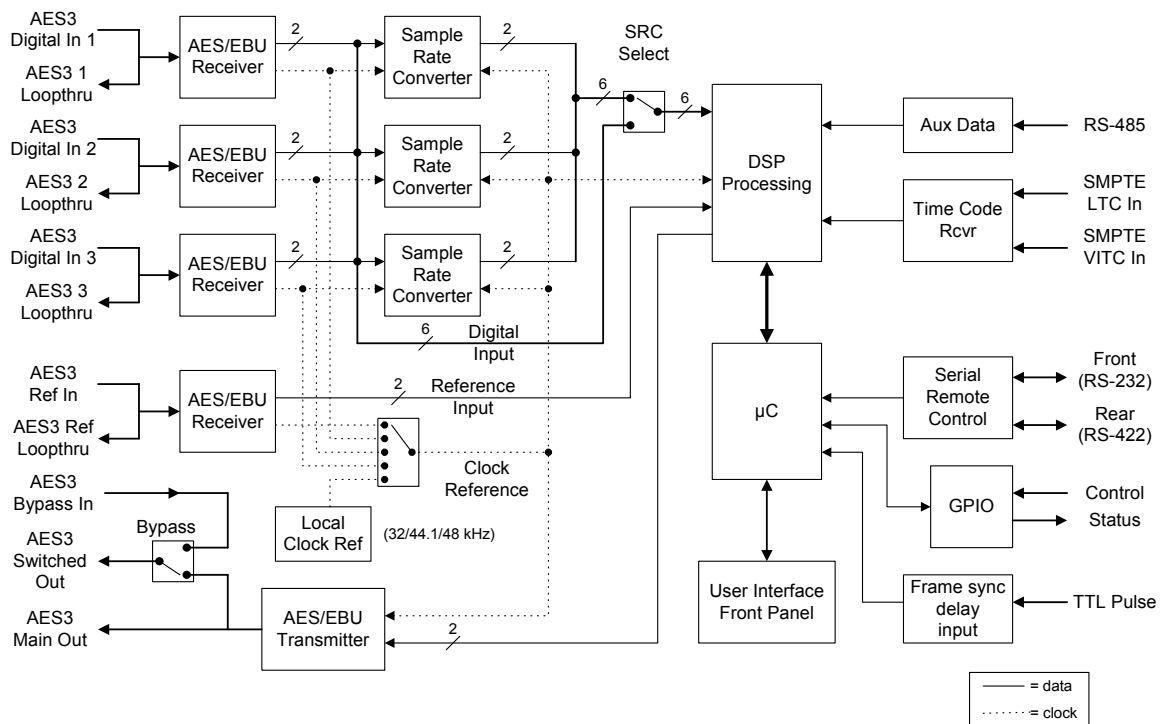 AES3
Digital In 1
AES3 1
Loopthru
AES/EBU
Receiver
2
Sample
Rate
Converter
2
SRC
Select
6
6
AES3
Digital In 2
AES3 2
Loopthru
AES/EBU
Receiver
2
Sample
Rate
Converter
2
DSP
Processing
Aux Data
RS-485
AES3
Digital In 3
AES3 3
Loopthru
AES/EBU
Receiver
2
Sample
Rate
Converter
2
Time Code
Rcvr
SMPTE
LTC In
SMPTE
VITC In
6
Digital
Input
AES3
Ref In
AES3 Ref
Loopthru
AES/EBU
Receiver
2
Reference
Input
µC
Serial
Remote
Control
Front
(RS-232)
Rear
(RS-422)
Clock
Reference
AES3
Bypass In
Bypass
AES3
Switched
Out
Local
Clock Ref
(32/44.1/48 kHz)
GPIO
Control
Status
AES3
Main Out
AES/EBU
Transmitter
2
User Interface
Front Panel
Frame sync
delay
input
TTL Pulse
= data
= clock